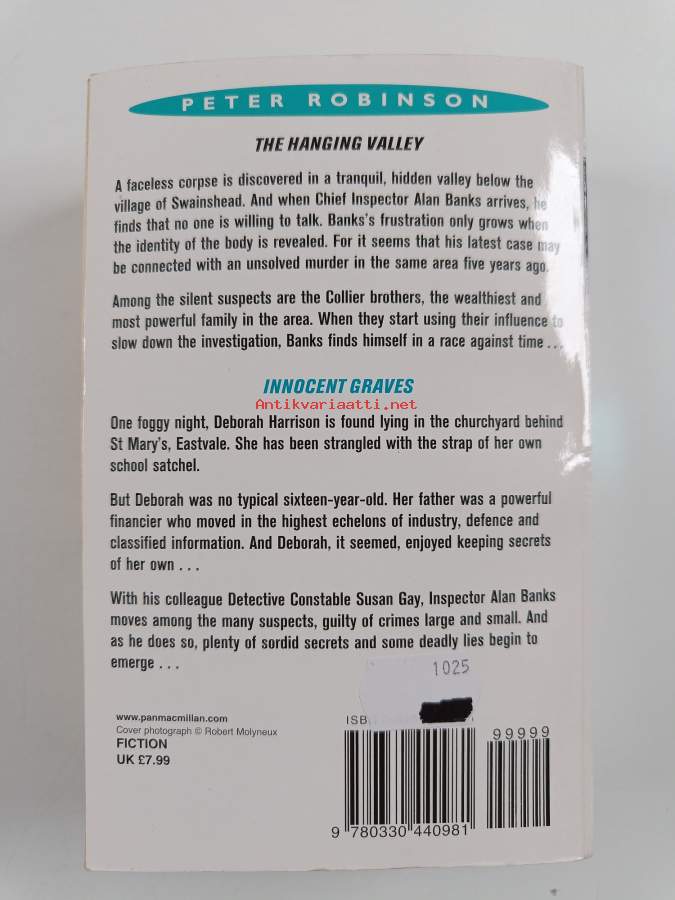 PETER ROBINSON
THE HANGING VALLEY
A faceless corpse is discovered in a tranquil, hidden valley below the
village of Swainshead. And when Chief Inspector Alan Banks arrives, he
finds that no one is willing to talk. Banks's frustration only grows when
the identity of the body is revealed. For it seems that his latest case may
be connected with an unsolved murder in the same area five years ago.
Among the silent suspects are the Collier brothers, the wealthiest and
most powerful family in the area. When they start using their influence to
slow down the investigation, Banks finds himself in a race against time ...
INNOCENT GRAVES
Antikvariaatti.net
One foggy night, Deborah Harrison is found lying in the churchyard behind
St Mary's, Eastvale. She has been strangled with the strap of her own
school satchel.
But Deborah was no typical sixteen-year-old. Her father was a powerful
financier who moved in the highest echelons of industry, defence and
classified information. And Deborah, it seemed, enjoyed keeping secrets
of her own ...
With his colleague Detective Constable Susan Gay, Inspector Alan Banks
moves among the many suspects, guilty of crimes large and small. And
as he does so, plenty of sordid secrets and some deadly lies begin to
emerge ...
1025
www.panmacmillan.com
Cover photograph © Robert Molyneux
FICTION
UK £7.99
ISB
99999
9 780330 440981